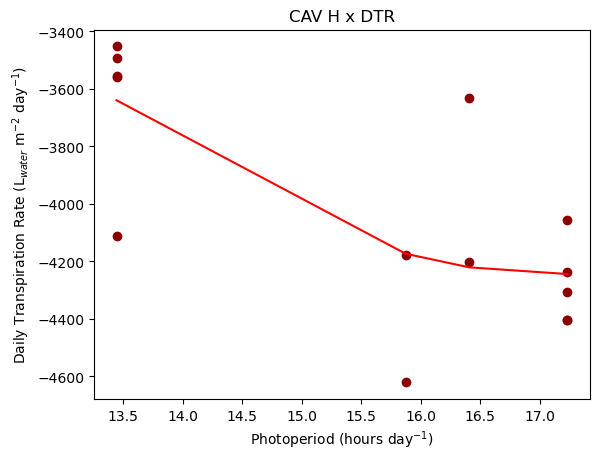 CAV H x DTR
Daily Transpiration Rate (L$_{water}$ m$^{-2}$ day$^{-1}$)
−3400
−3600
−3800
−4000
−4200
−4400
−4600
13.5 14.0 14.5 15.0 15.5 16.0 16.5 17.0
Photoperiod (hours day$^{-1}$)